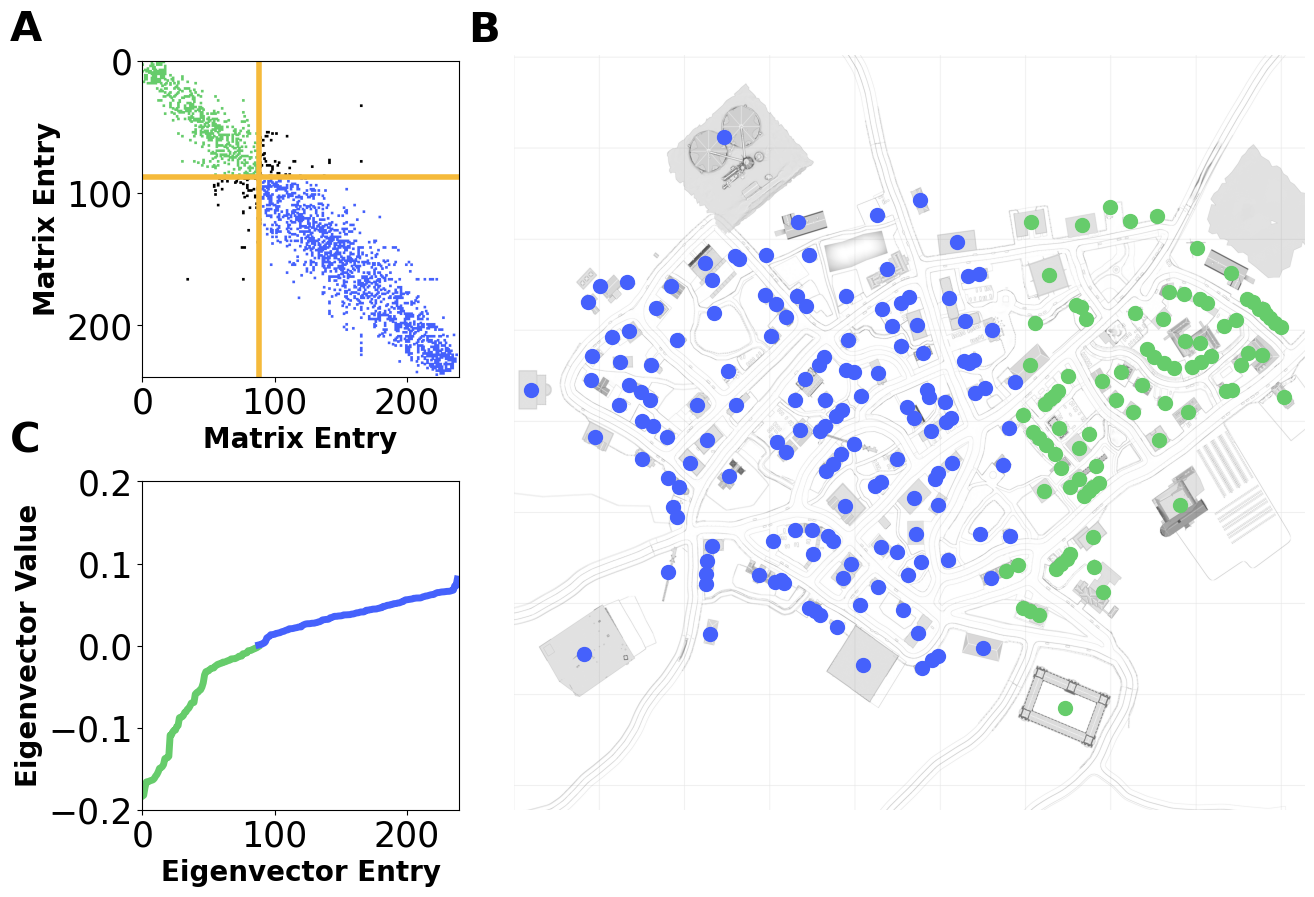 A
B
0
100
200
Matrix Entry
0
100
200
Matrix Entry
C
0.2
0.1
0.0
−0.1
−0.2
Eigenvector Value
0
100
200
Eigenvector Entry